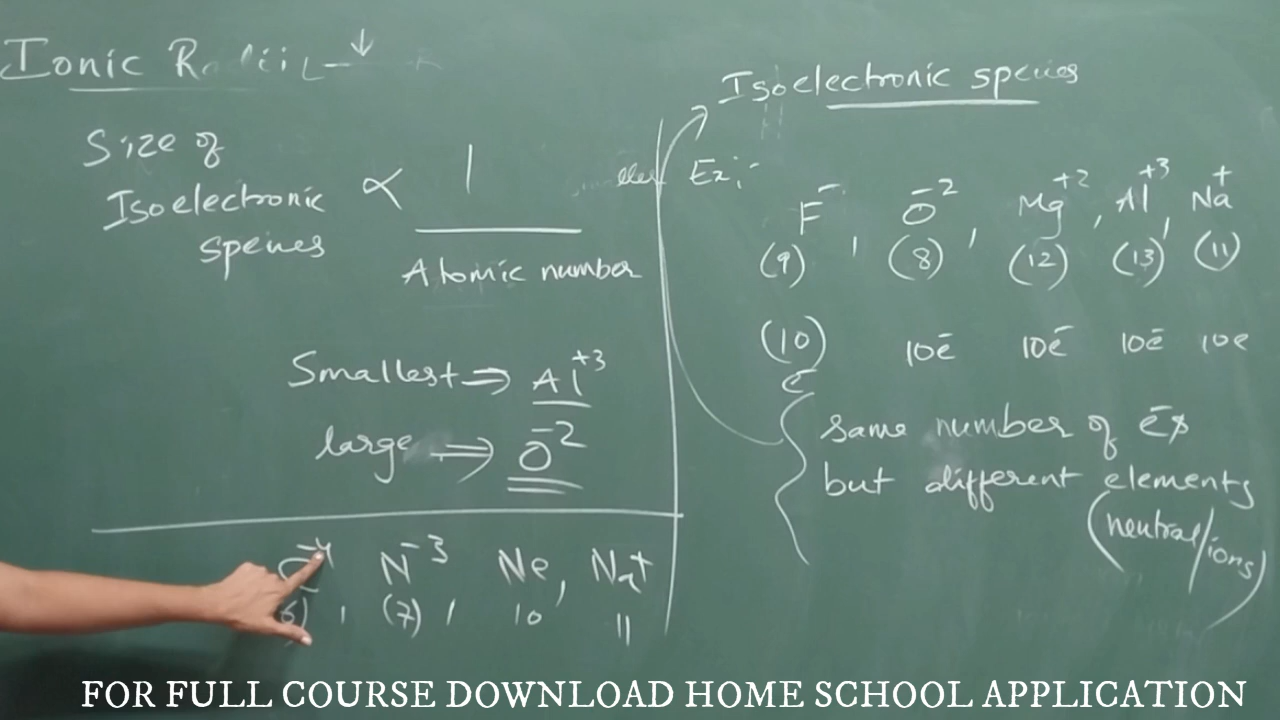 Ionic Radii ↓
Size of
Isoelectronic
species
∝ 1
Atomic number
Smallest ⇒ Al+3
large ⇒ O-2
C-4, N-3, Ne, Na+
(6), (7), 10 11
Isoelectronic species
Ex:-
F-, O-2, Mg+2, Al+3, Na+
(9) (8) (12) (13) (11)
(10) 10e- 10e- 10e- 10e
e-
same number of e-s
but different elements
(neutral/ions)
FOR FULL COURSE DOWNLOAD HOME SCHOOL APPLICATION